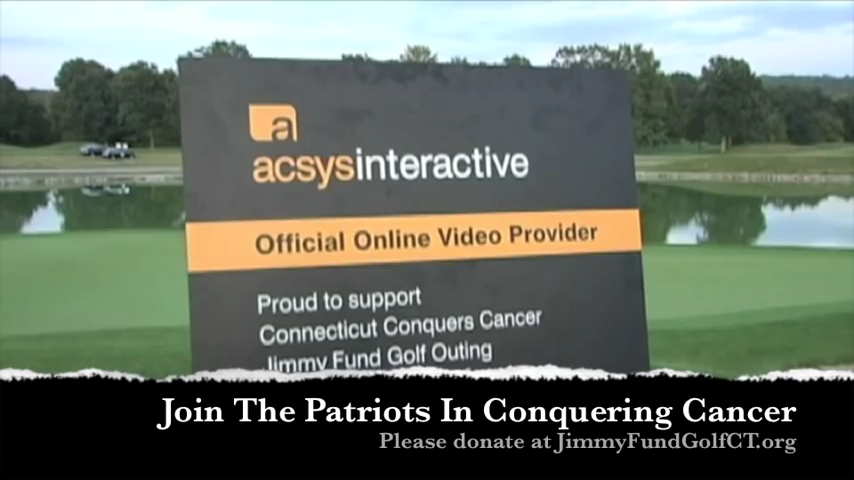 a
acsysinteractive
Official Online Video Provider
Proud to support
Connecticut Conquers Cancer
Jimmy Fund Golf Outing
Join The Patriots In Conquering Cancer
Please donate at JimmyFundGolfCT.org